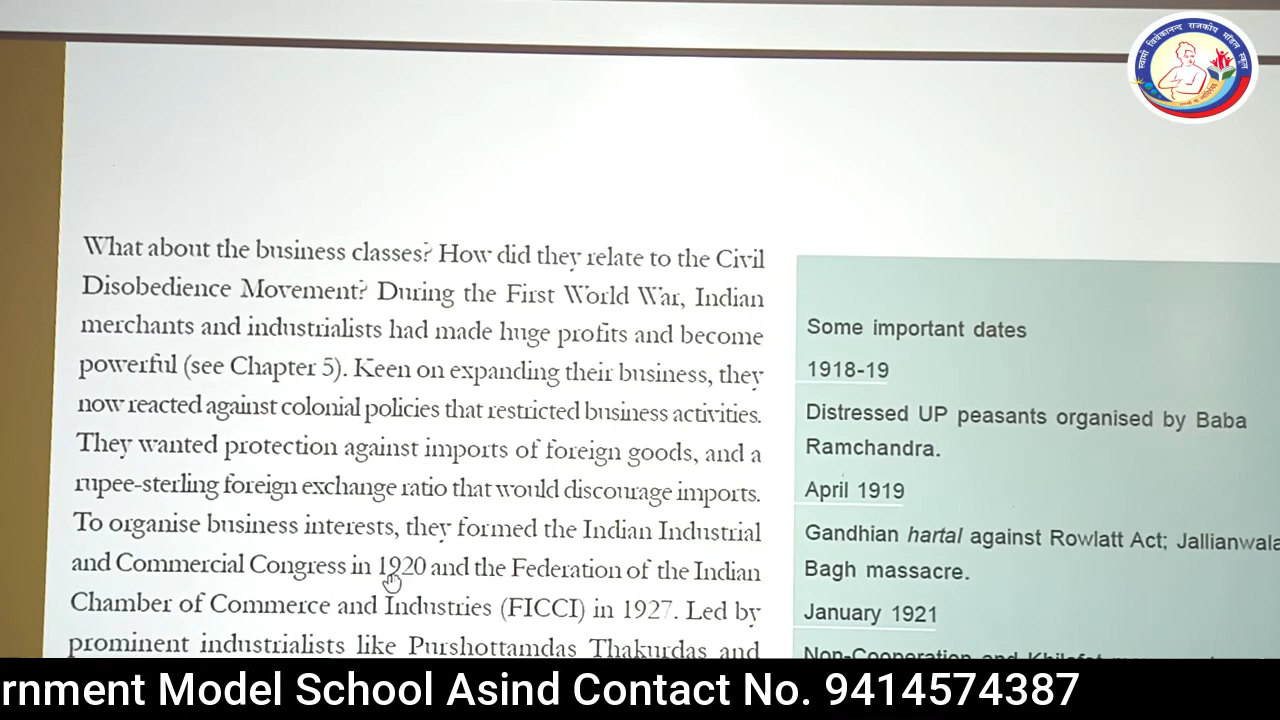 स्वामी विवेकानन्द राजकीय मॉडल स्कूल
What about the business classes? How did they relate to the Civil
Disobedience Movement? During the First World War, Indian
merchants and industrialists had made huge profits and become
powerful (see Chapter 5). Keen on expanding their business, they
now reacted against colonial policies that restricted business activities.
They wanted protection against imports of foreign goods, and a
rupee-sterling foreign exchange ratio that would discourage imports.
To organise business interests, they formed the Indian Industrial
and Commercial Congress in 1920 and the Federation of the Indian
Chamber of Commerce and Industries (FICCI) in 1927. Led by
prominent industrialists like Purshottamdas Thakurdas and
Some important dates
1918-19
Distressed UP peasants organised by Baba
Ramchandra.
April 1919
Gandhian hartal against Rowlatt Act; Jallianwala
Bagh massacre.
January 1921
Non-Cooperation and Khilafat
rnment Model School Asind Contact No. 9414574387